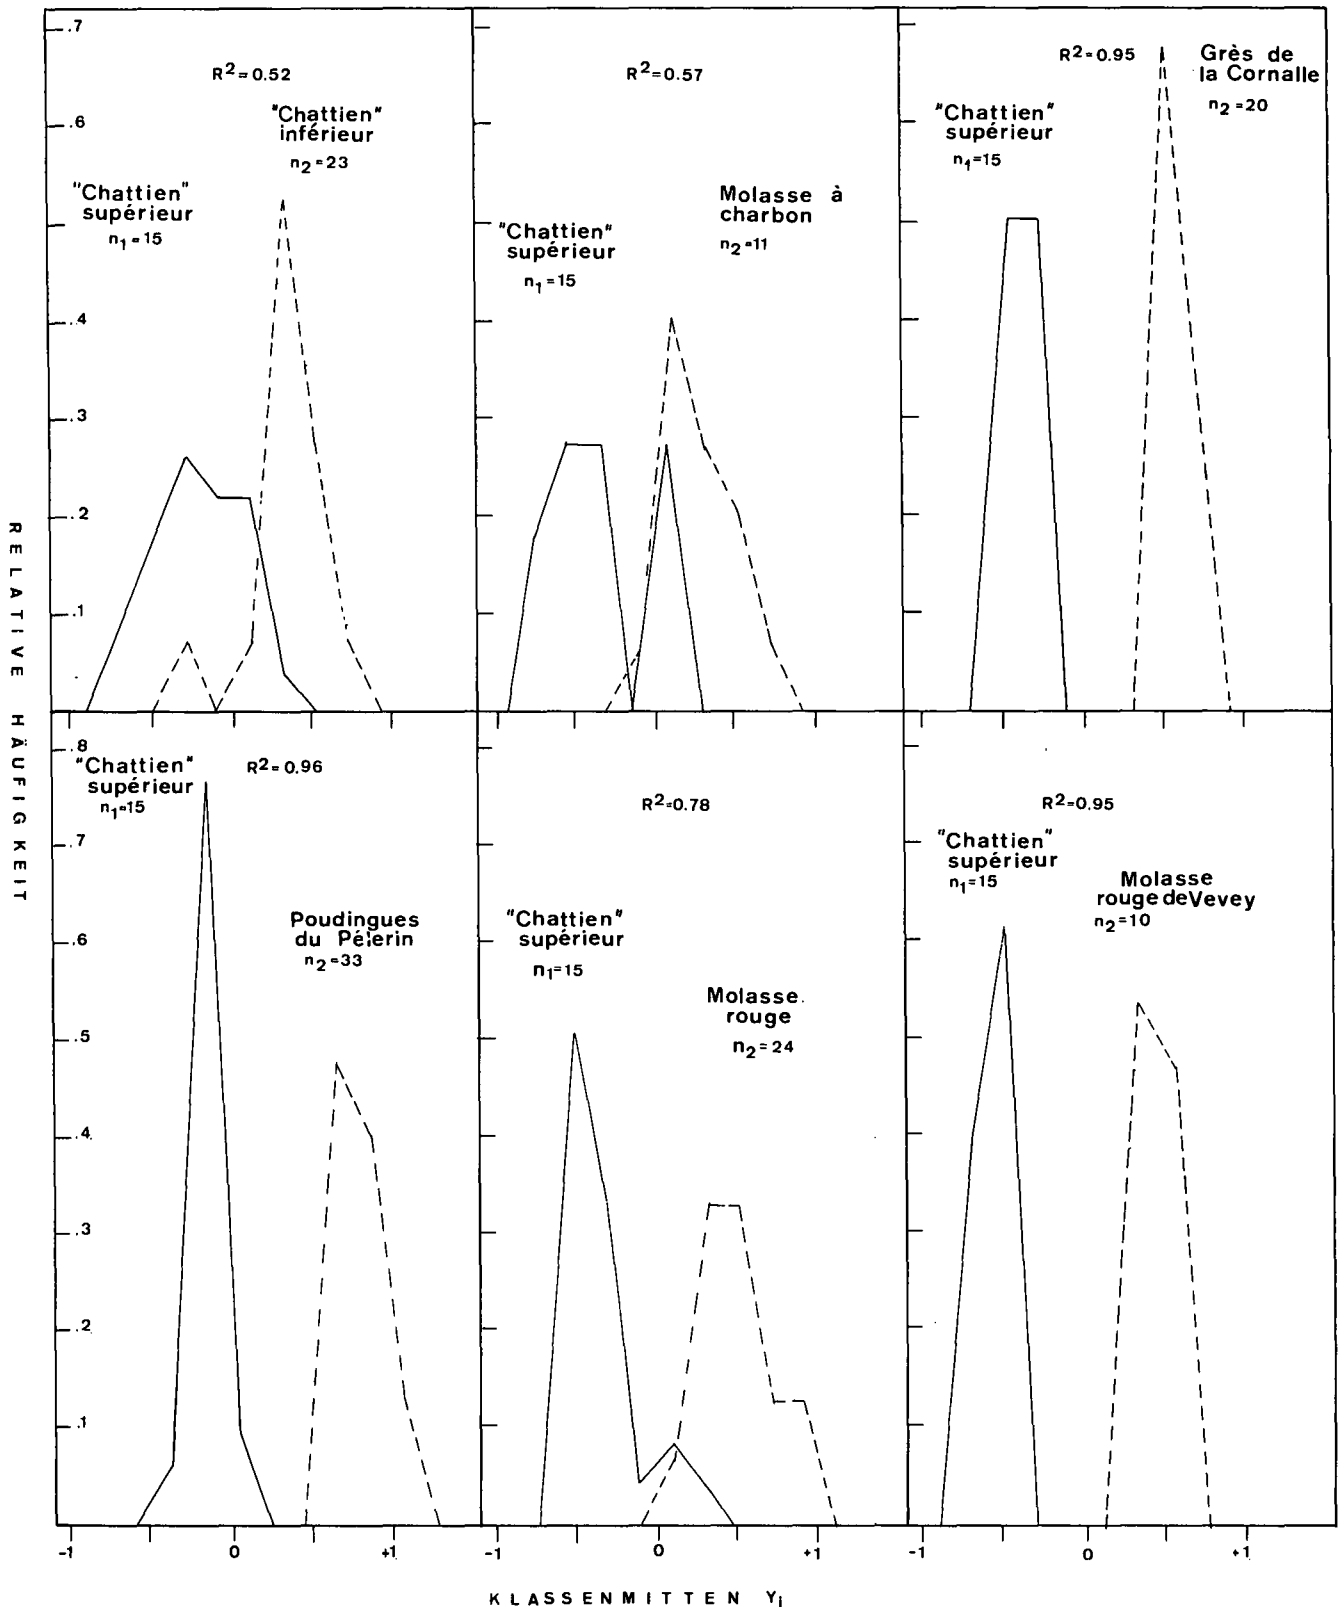 .7
.6
.4
.3
.2
.1
R²=0.52
"Chattien"
inférieur
n₂=23
"Chattien"
supérieur
n₁=15
R²=0.57
Molasse à
charbon
n₂=11
"Chattien"
supérieur
n₁=15
R²=0.95
Grès de
la Cornalle
n₂=20
"Chattien"
supérieur
n₁=15
RELATIVE HÄUFIGKEIT
.8
.7
.6
.5
.4
.3
.2
.1
"Chattien"
supérieur
n₁=15
R²=0.96
Poudingues
du Pélerin
n₂=33
R²=0.78
"Chattien"
supérieur
n₁=15
Molasse
rouge
n₂=24
R²=0.95
"Chattien"
supérieur
n₁=15
Molasse
rouge de Vevey
n₂=10
-1 0 +1
-1 0 +1
-1 0 +1
KLASSENMITTEN Yᵢ